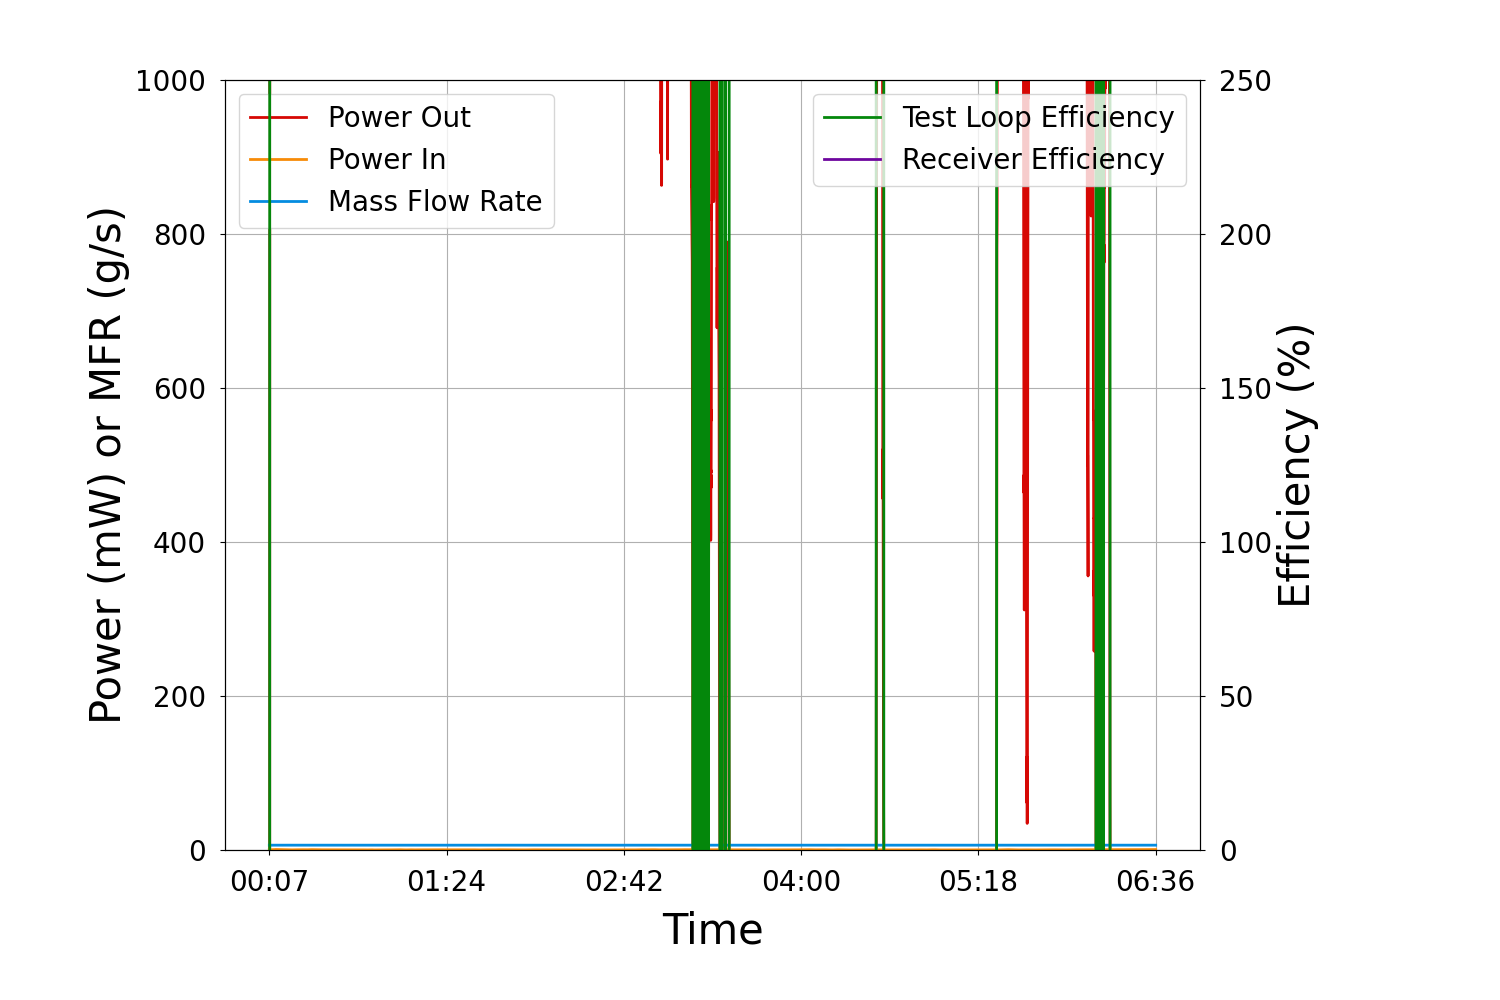 Power (mW) or MFR (g/s)
1000
800
600
400
200
0
Power Out
Power In
Mass Flow Rate
Test Loop Efficiency
Receiver Efficiency
250
200
150
100
50
0
Efficiency (%)
00:07 01:24 02:42 04:00 05:18 06:36
Time